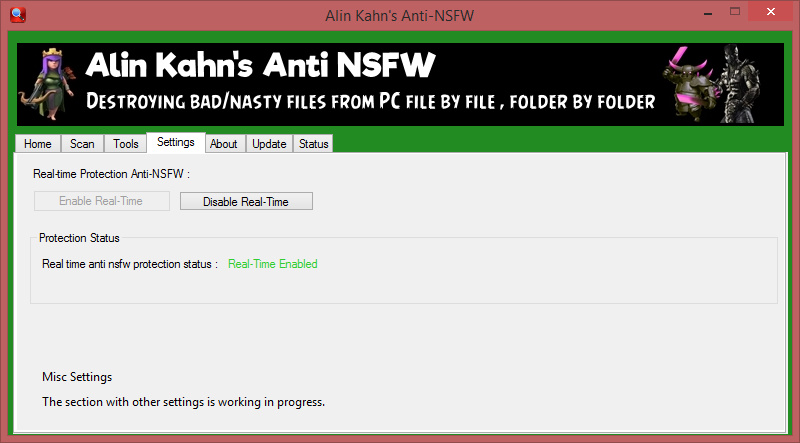 Alin Kahn's Anti-NSFW
Alin Kahn's Anti NSFW
Destroying bad/nasty files from PC file by file , folder by folder
Home Scan Tools Settings About Update Status
Real-time Protection Anti-NSFW :
Enable Real-Time Disable Real-Time
Protection Status
Real time anti nsfw protection status : Real-Time Enabled
Misc Settings
The section with other settings is working in progress.